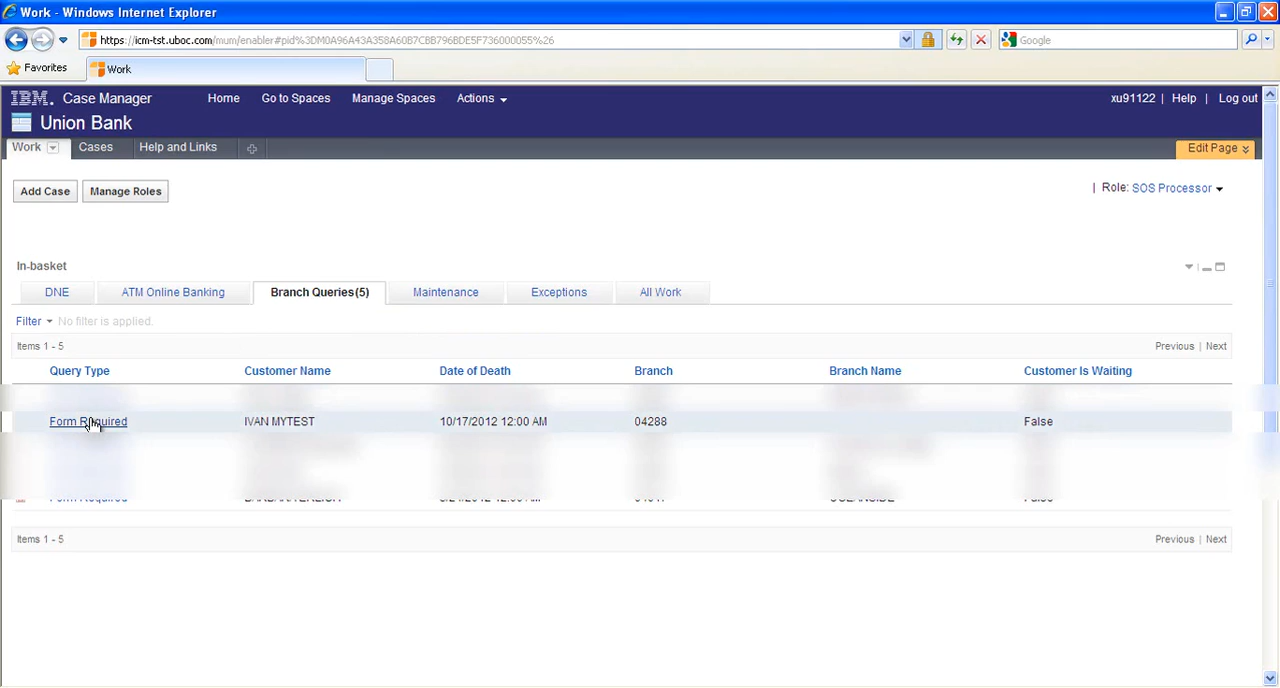 Work - Windows Internet Explorer
https://icm-tst.uboc.com/mum/enabler#pid%3DM0A96A43A358A60B7CBB796BDE5F736000055%26
Google
Favorites Work
IBM. Case Manager Home Go to Spaces Manage Spaces Actions xu91122 | Help | Log out
Union Bank
Work Cases Help and Links Edit Page
Add Case Manage Roles | Role: SOS Processor
In-basket
DNE ATM Online Banking Branch Queries(5) Maintenance Exceptions All Work
Filter No filter is applied.
Items 1 - 5 Previous | Next
Query Type Customer Name Date of Death Branch Branch Name Customer Is Waiting
Form Required IVAN MYTEST 10/17/2012 12:00 AM 04288 False
Form Required OCEANSIDE False
Items 1 - 5 Previous | Next